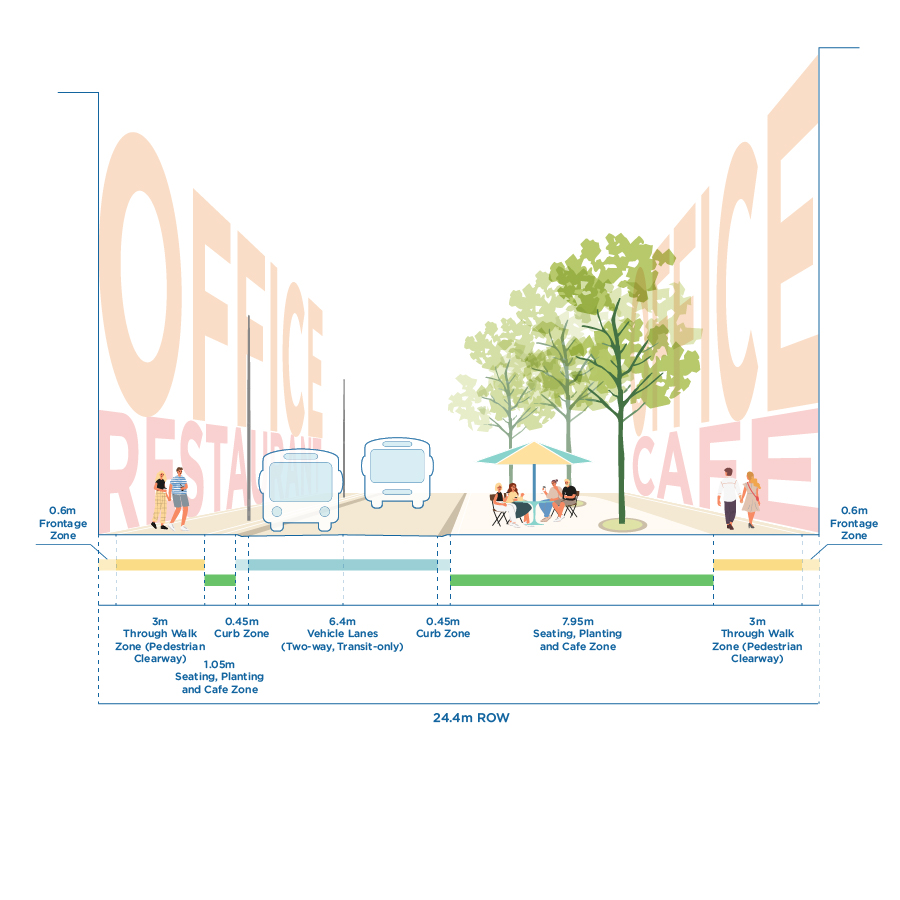 OFFICE
RESTAURANT
OFFICE
CAFE
0.6m
Frontage
Zone
0.6m
Frontage
Zone
3m
Through Walk
Zone (Pedestrian
Clearway)
1.05m
Seating, Planting
and Cafe Zone
0.45m
Curb Zone
6.4m
Vehicle Lanes
(Two-way, Transit-only)
0.45m
Curb Zone
7.95m
Seating, Planting
and Cafe Zone
3m
Through Walk
Zone (Pedestrian
Clearway)
24.4m ROW